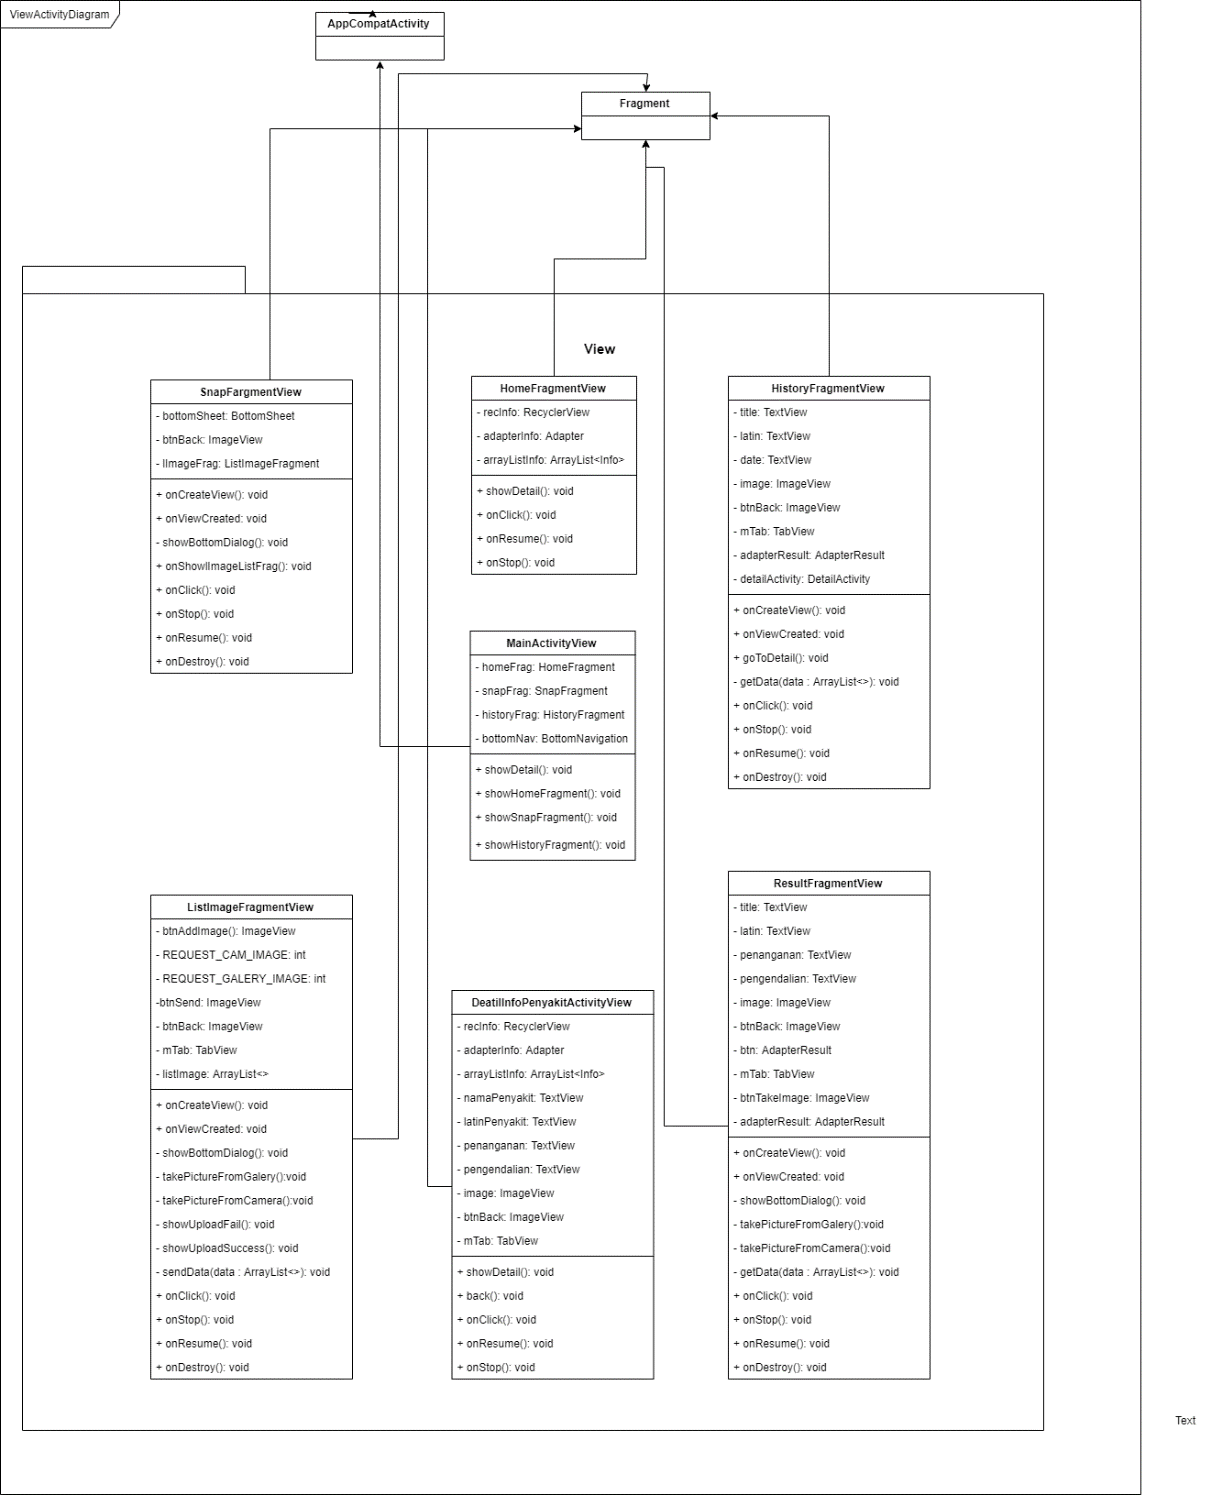 ViewActivityDiagram
AppCompatActivity
Fragment
View
SnapFargmentView
- bottomSheet: BottomSheet
- btnBack: ImageView
- lImageFrag: ListImageFragment
+ onCreateView(): void
+ onViewCreated: void
- showBottomDialog(): void
+ onShowlImageListFrag(): void
+ onClick(): void
+ onStop(): void
+ onResume(): void
+ onDestroy(): void
HomeFragmentView
- recInfo: RecyclerView
- adapterInfo: Adapter
- arrayListInfo: ArrayList<Info>
+ showDetail(): void
+ onClick(): void
+ onResume(): void
+ onStop(): void
HistoryFragmentView
- title: TextView
- latin: TextView
- date: TextView
- image: ImageView
- btnBack: ImageView
- mTab: TabView
- adapterResult: AdapterResult
- detailActivity: DetailActivity
+ onCreateView(): void
+ onViewCreated: void
+ goToDetail(): void
- getData(data : ArrayList<>): void
+ onClick(): void
+ onStop(): void
+ onResume(): void
+ onDestroy(): void
MainActivityView
- homeFrag: HomeFragment
- snapFrag: SnapFragment
- historyFrag: HistoryFragment
- bottomNav: BottomNavigation
+ showDetail(): void
+ showHomeFragment(): void
+ showSnapFragment(): void
+ showHistoryFragment(): void
ListImageFragmentView
- btnAddImage(): ImageView
- REQUEST_CAM_IMAGE: int
- REQUEST_GALERY_IMAGE: int
-btnSend: ImageView
- btnBack: ImageView
- mTab: TabView
- listImage: ArrayList<>
+ onCreateView(): void
+ onViewCreated: void
- showBottomDialog(): void
- takePictureFromGalery():void
- takePictureFromCamera():void
- showUploadFail(): void
- showUploadSuccess(): void
- sendData(data : ArrayList<>): void
+ onClick(): void
+ onStop(): void
+ onResume(): void
+ onDestroy(): void
DeatilInfoPenyakitActivityView
- recInfo: RecyclerView
- adapterInfo: Adapter
- arrayListInfo: ArrayList<Info>
- namaPenyakit: TextView
- latinPenyakit: TextView
- penanganan: TextView
- pengendalian: TextView
- image: ImageView
- btnBack: ImageView
- mTab: TabView
+ showDetail(): void
+ back(): void
+ onClick(): void
+ onResume(): void
+ onStop(): void
ResultFragmentView
- title: TextView
- latin: TextView
- penanganan: TextView
- pengendalian: TextView
- image: ImageView
- btnBack: ImageView
- btn: AdapterResult
- mTab: TabView
- btnTakeImage: ImageView
- adapterResult: AdapterResult
+ onCreateView(): void
+ onViewCreated: void
- showBottomDialog(): void
- takePictureFromGalery():void
- takePictureFromCamera():void
- getData(data : ArrayList<>): void
+ onClick(): void
+ onStop(): void
+ onResume(): void
+ onDestroy(): void
Text